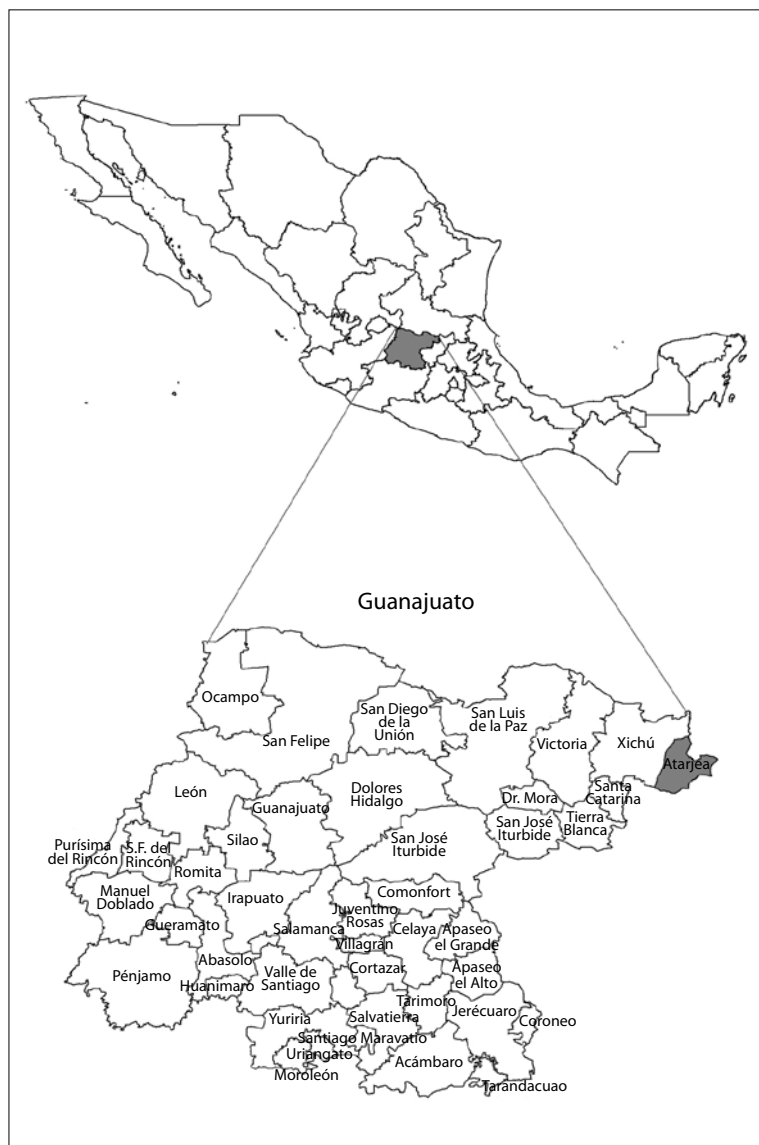 Guanajuato
Ocampo
San Felipe
San Diego
de la
Unión
San Luis
de la Paz
Victoria
Xichú
Atarjea
León
Guanajuato
Dolores
Hidalgo
Dr. Mora
Santa
Catarina
San José
Iturbide
Tierra
Blanca
Purísima
del Rincón
S.F. del
Rincón
Silao
San José
Iturbide
Romita
Manuel
Doblado
Irapuato
Comonfort
Juventino
Rosas
Gueramato
Salamanca
Villagrán
Celaya
Apaseo
el Grande
Pénjamo
Abasolo
Huanimaro
Valle de
Santiago
Cortazar
Apaseo
el Alto
Tarimoro
Jerécuaro
Coroneo
Yuriria
Salvatierra
Santiago Maravatio
Uriangato
Moroleón
Acámbaro
Tarandacuao